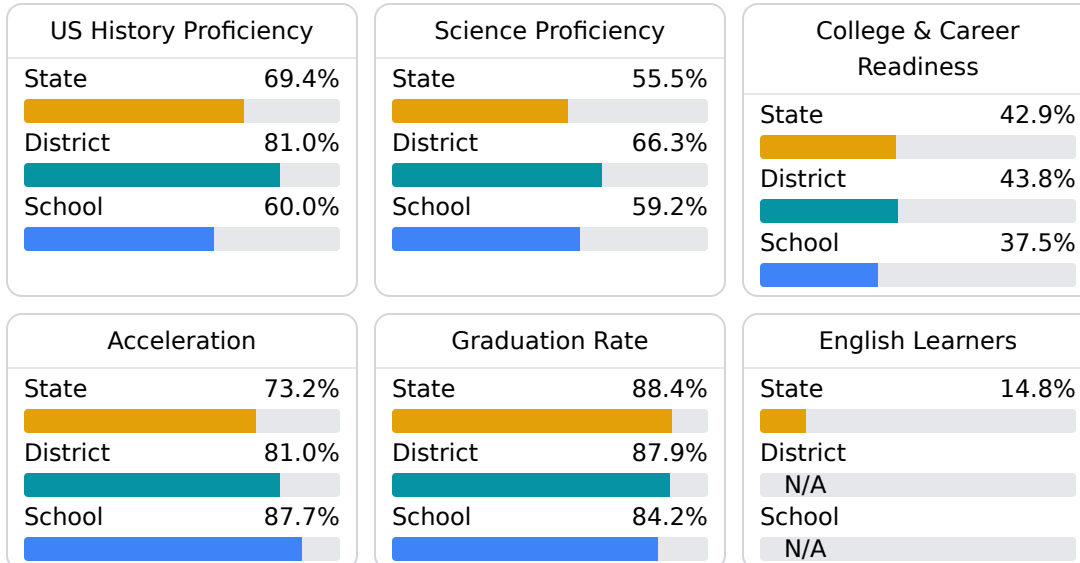 US History Proficiency
State 69.4%
District 81.0%
School 60.0%
Science Proficiency
State 55.5%
District 66.3%
School 59.2%
College & Career
Readiness
State 42.9%
District 43.8%
School 37.5%
Acceleration
State 73.2%
District 81.0%
School 87.7%
Graduation Rate
State 88.4%
District 87.9%
School 84.2%
English Learners
State 14.8%
District
N/A
School
N/A